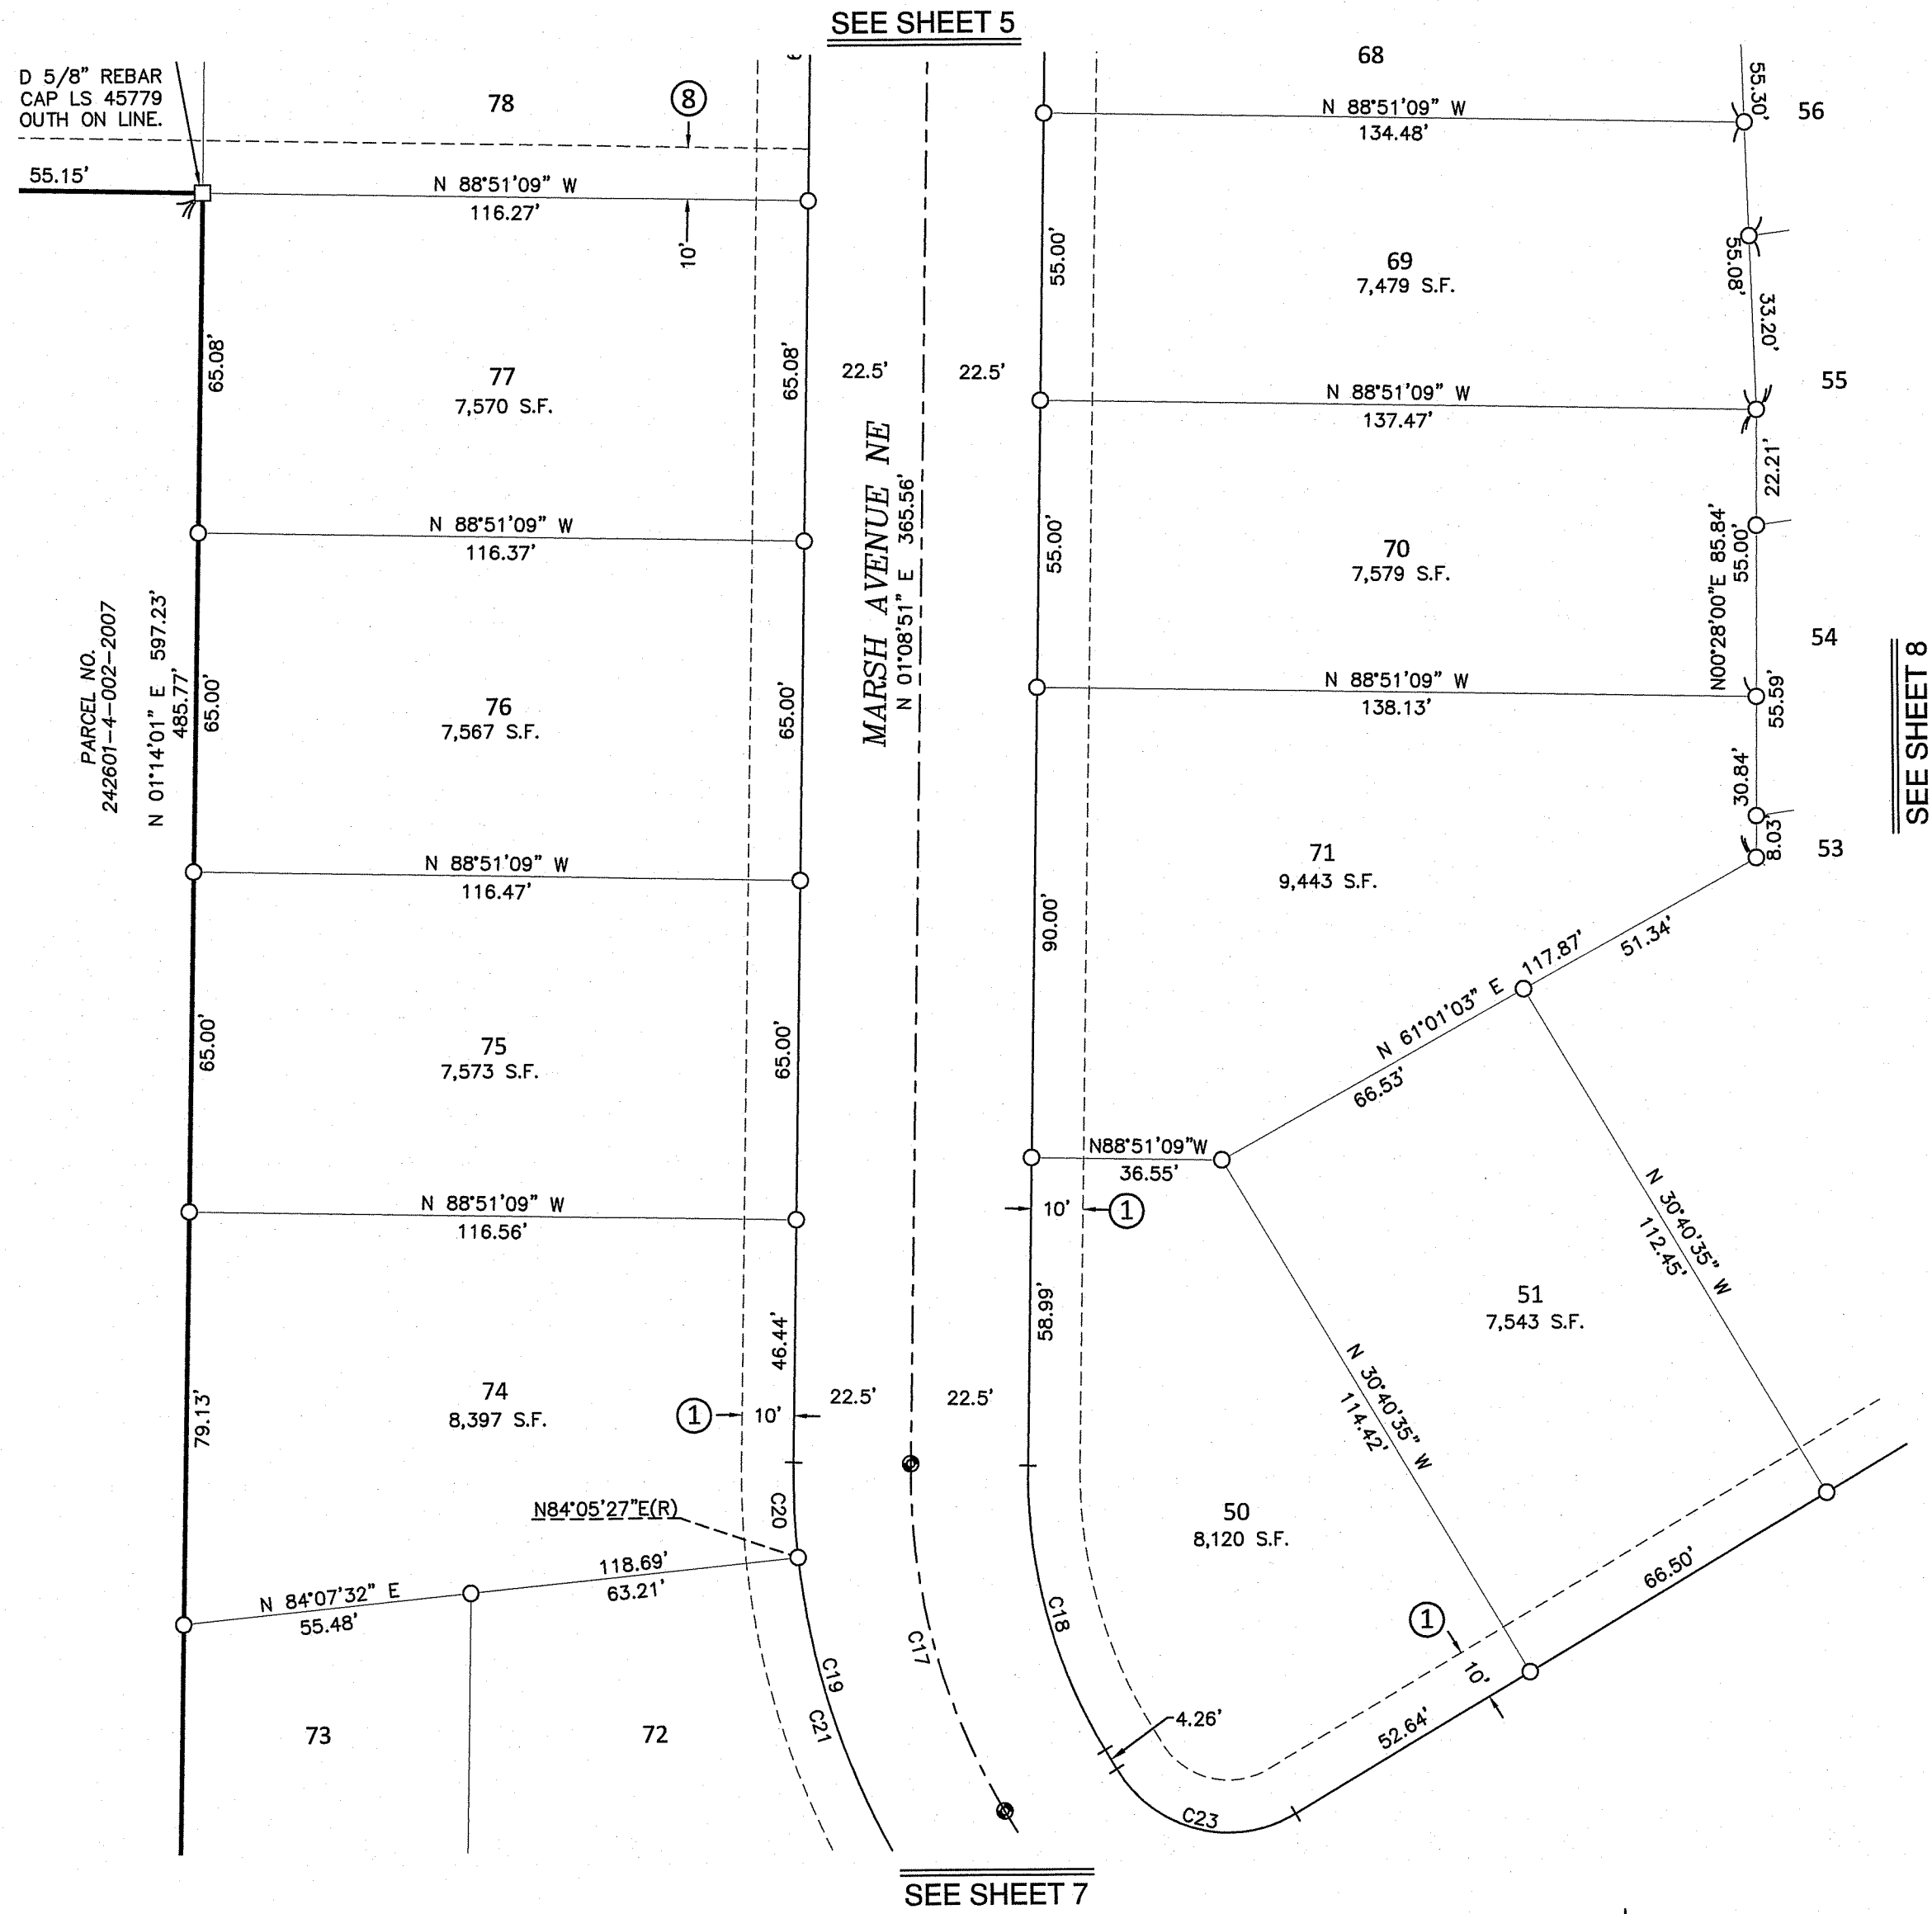 SEE SHEET 5
D 5/8" REBAR
CAP LS 45779
OUTH ON LINE.
78
8
68
55.30'
56
N 88°51'09" W
134.48'
55.15'
N 88°51'09" W
116.27'
10'
55.00'
69
7,479 S.F.
55.08'
33.20'
65.08'
77
7,570 S.F.
65.08'
22.5'
22.5'
N 88°51'09" W
137.47'
55
22.21'
MARSH AVENUE NE
N 01°08'51" E 365.56'
N 88°51'09" W
116.37'
55.00'
70
7,579 S.F.
N00°28'00"E 85.84'
55.00'
54
PARCEL NO.
242601-4-002-2007
N 01°14'01" E 597.23'
485.77'
65.00'
76
7,567 S.F.
65.00'
N 88°51'09" W
138.13'
55.59'
SEE SHEET 8
30.84'
8.03'
53
N 88°51'09" W
116.47'
71
9,443 S.F.
90.00'
117.87'
51.34'
65.00'
75
7,573 S.F.
65.00'
N 61°01'03" E
66.53'
N88°51'09"W
36.55'
N 88°51'09" W
116.56'
10'
1
N 30°40'35" W
112.45'
46.44'
58.99'
51
7,543 S.F.
79.13'
74
8,397 S.F.
1
10'
22.5'
22.5'
N 30°40'35" W
114.42'
N84°05'27"E(R)
C20
50
8,120 S.F.
118.69'
63.21'
N 84°07'32" E
55.48'
66.50'
C18
1
10'
C17
C19
C21
73
72
4.26'
52.64'
C23
SEE SHEET 7